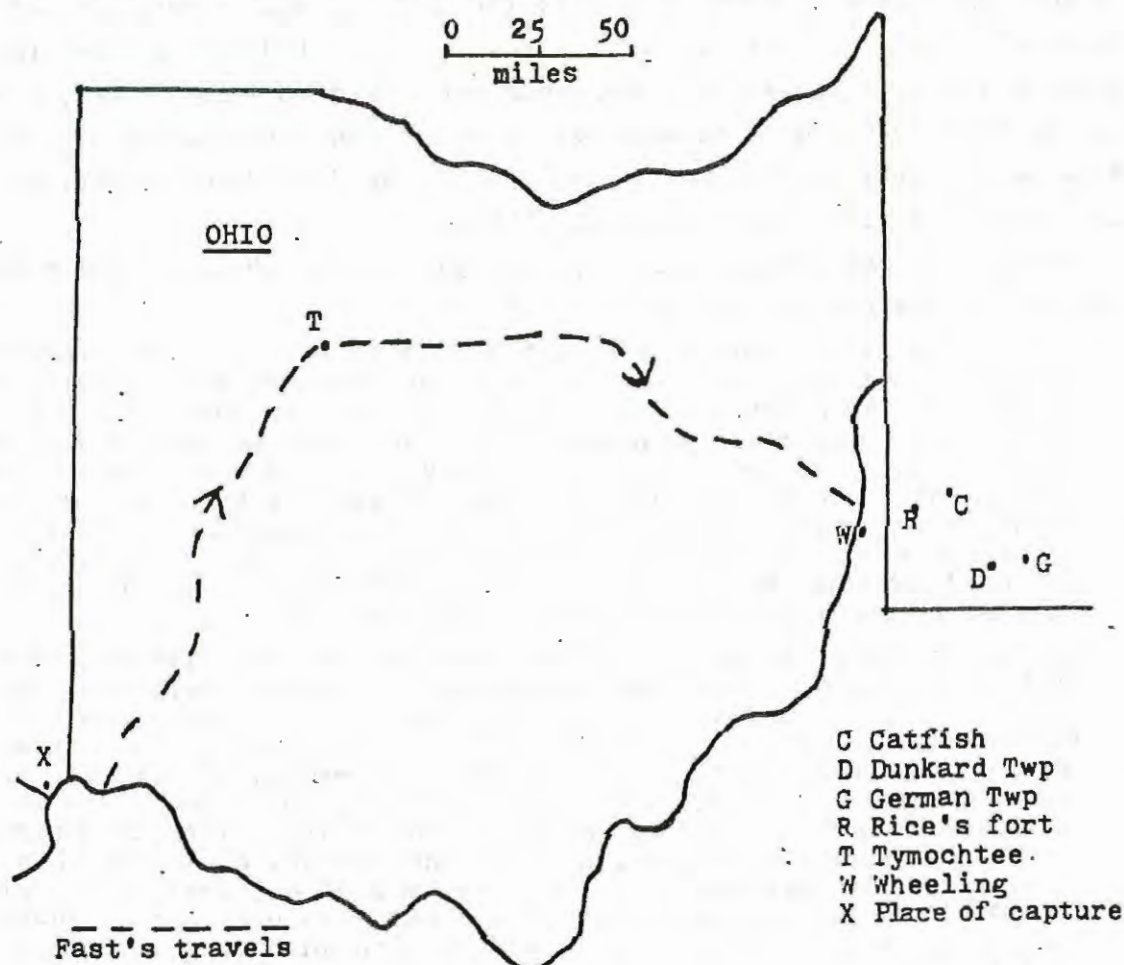 0 25 50
miles
OHIO
T
W
R
C
D
G
X
C Catfish
D Dunkard Twp
G German Twp
R Rice's fort
T Tymochtee
W Wheeling
X Place of capture
Fast's travels